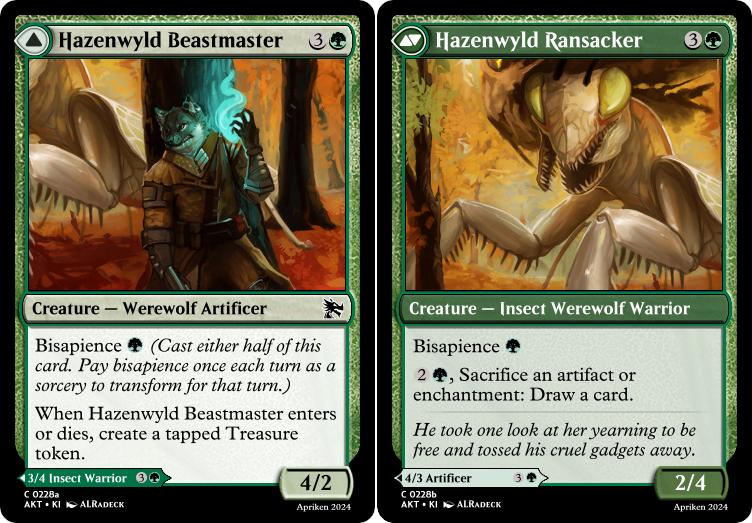 Hazenwyld Beastmaster 3
Creature — Werewolf Artificer
Bisapience (Cast either half of this
card. Pay bisapience once each turn as a
sorcery to transform for that turn.)
When Hazenwyld Beastmaster enters
or dies, create a tapped Treasure
token.
3/4 Insect Warrior 3
4/2
C 0228a
AKT • KI ALRADECK
Apriken 2024
Hazenwyld Ransacker 3
Creature — Insect Werewolf Warrior
Bisapience
2 , Sacrifice an artifact or
enchantment: Draw a card.
He took one look at her yearning to be
free and tossed his cruel gadgets away.
4/3 Artificer 3
2/4
C 0228b
AKT • KI ALRADECK
Apriken 2024